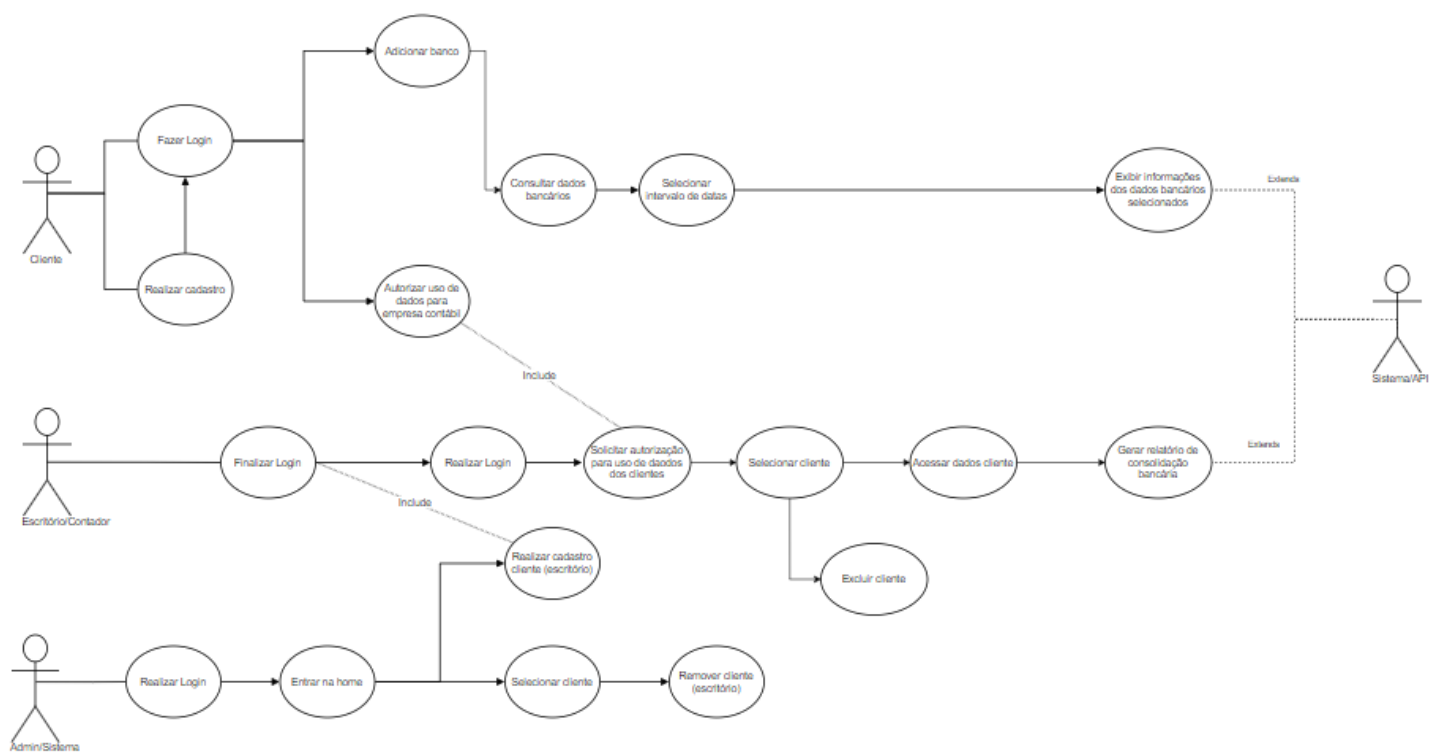 Adicionar banco
Fazer Login
Consultar dados
bancários
Selecionar
intervalo de datas
Exibir informações
dos dados bancários
selecionados
Extends
Cliente
Realizar cadastro
Autorizar uso de
dados para
empresa contábil
Include
Sistema/API
Finalizar Login
Realizar Login
Solicitar autorização
para uso de daodos
dos clientes
Selecionar cliente
Acessar dados cliente
Gerar relatório de
consolidação
bancária
Extends
Escritório/Contador
Include
Realizar cadastro
cliente (escritório)
Excluir cliente
Realizar Login
Entrar na home
Selecionar cliente
Remover cliente
(escritório)
Admin/Sistema